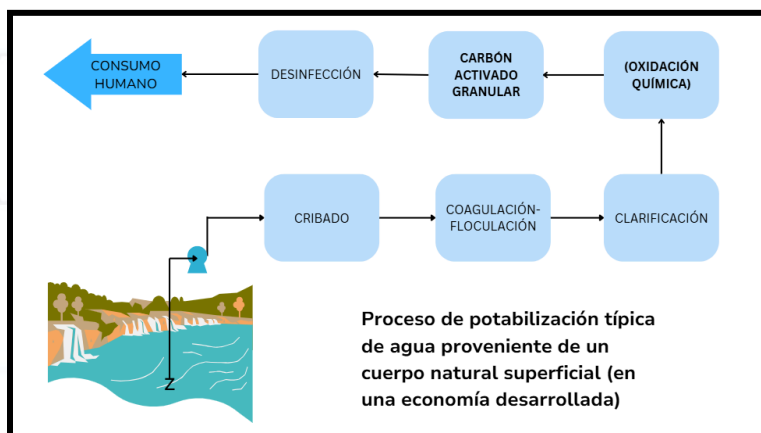 CONSUMO
HUMANO
DESINFECCIÓN
CARBÓN
ACTIVADO
GRANULAR
(OXIDACIÓN
QUÍMICA)
CRIBADO
COAGULACIÓN-
FLOCULACIÓN
CLARIFICACIÓN
Z
Proceso de potabilización típica
de agua proveniente de un
cuerpo natural superficial (en
una economía desarrollada)